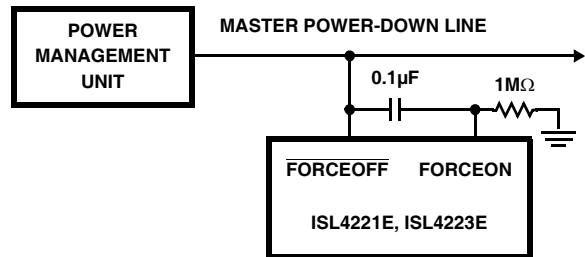 POWER
MANAGEMENT
UNIT
MASTER POWER-DOWN LINE
0.1µF
1MΩ
FORCEOFF FORCEON
ISL4221E, ISL4223E